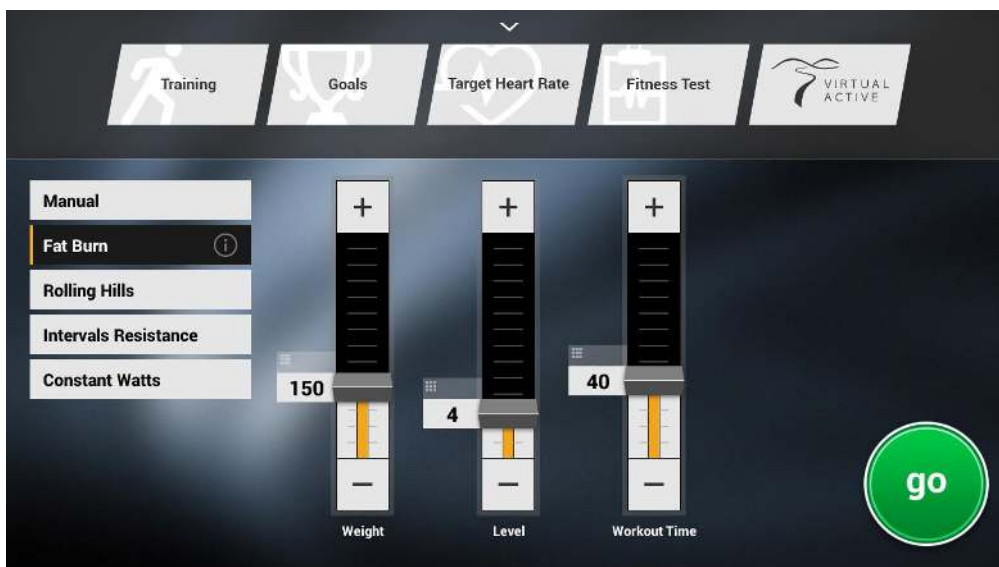 Training
Goals
Target Heart Rate
Fitness Test
VIRTUAL
ACTIVE
Manual
Fat Burn
Rolling Hills
Intervals Resistance
Constant Watts
+
+
+
150
4
40
−
−
−
Weight
Level
Workout Time
go